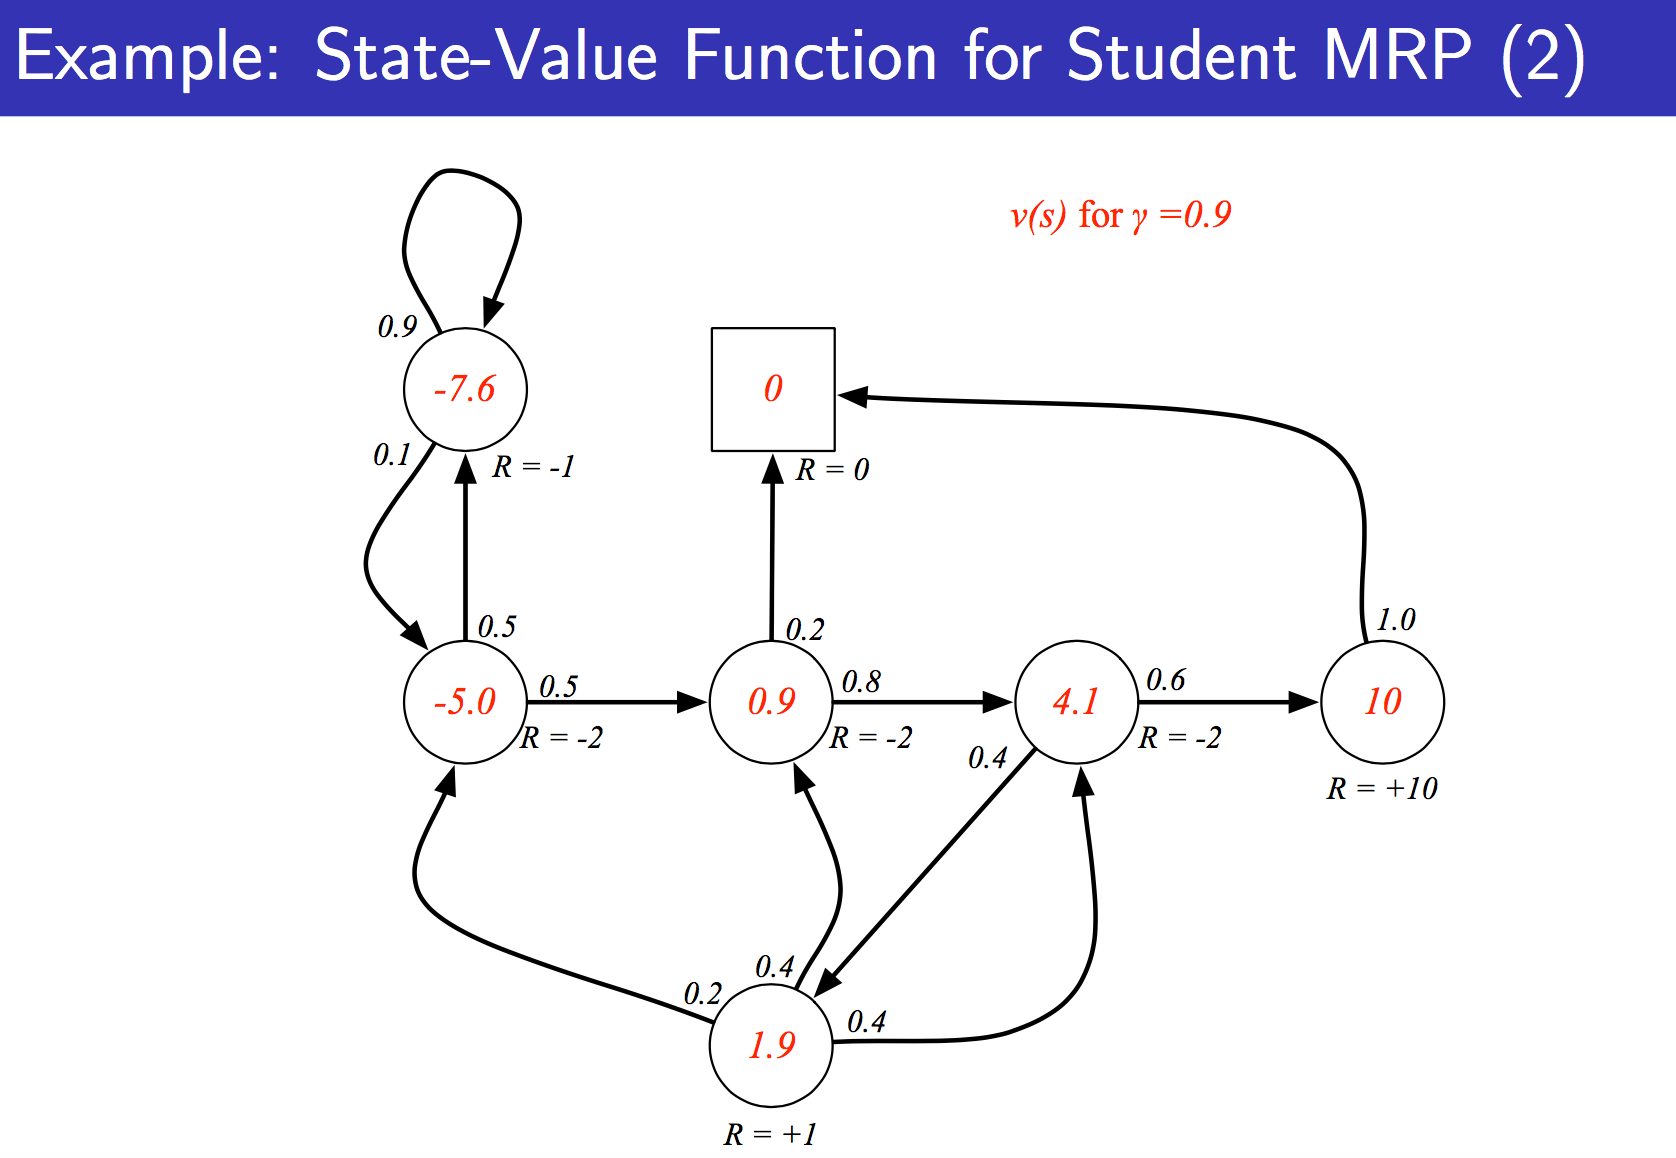 Example: State-Value Function for Student MRP (2)
v(s) for γ =0.9
0.9
-7.6
0
0.1
R = -1
R = 0
0.5
0.2
1.0
-5.0
0.5
R = -2
0.9
0.8
R = -2
4.1
0.6
R = -2
10
0.4
R = +10
0.4
0.2
0.4
1.9
R = +1